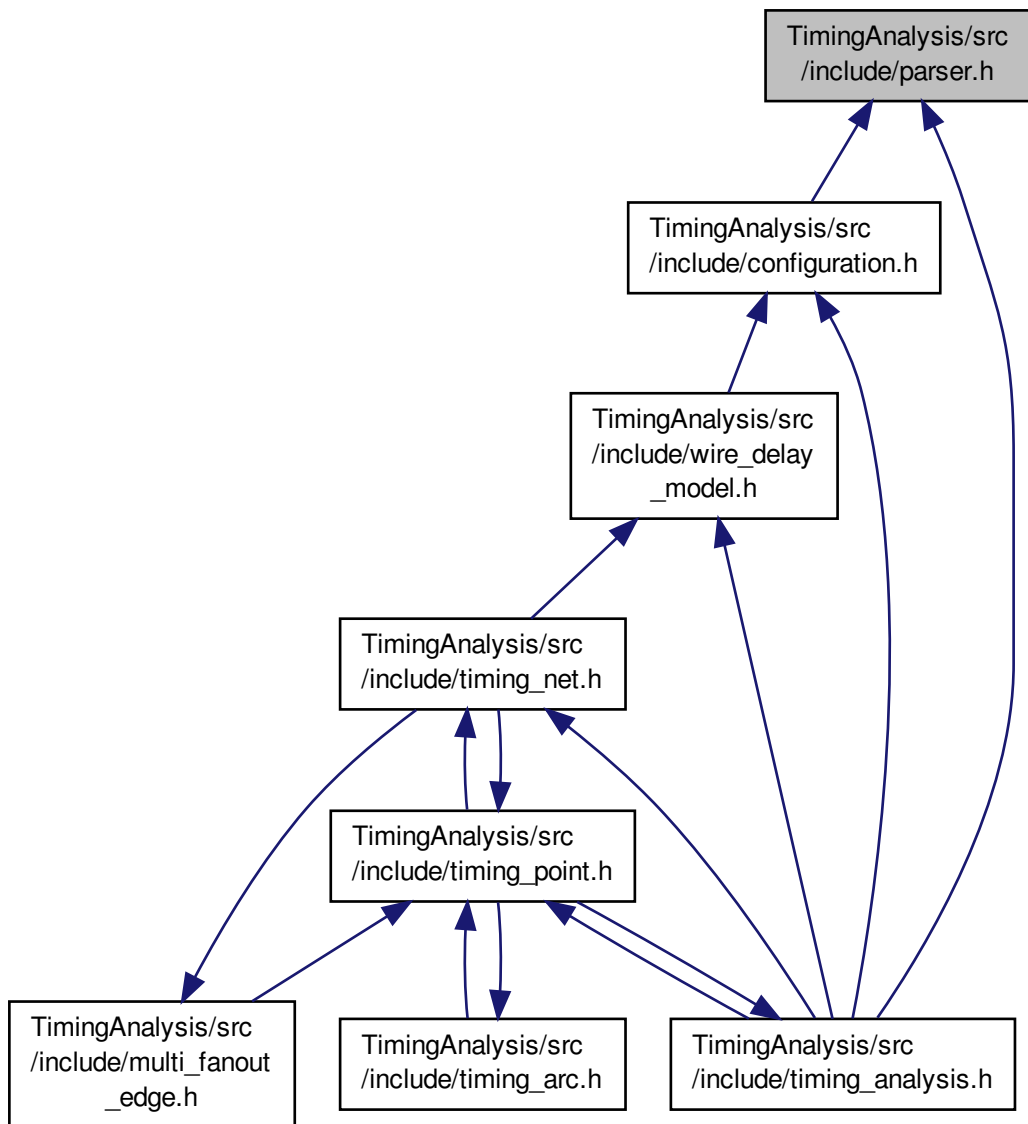 TimingAnalysis/src
/include/parser.h
TimingAnalysis/src
/include/configuration.h
TimingAnalysis/src
/include/wire_delay
_model.h
TimingAnalysis/src
/include/timing_net.h
TimingAnalysis/src
/include/timing_point.h
TimingAnalysis/src
/include/multi_fanout
_edge.h
TimingAnalysis/src
/include/timing_arc.h
TimingAnalysis/src
/include/timing_analysis.h